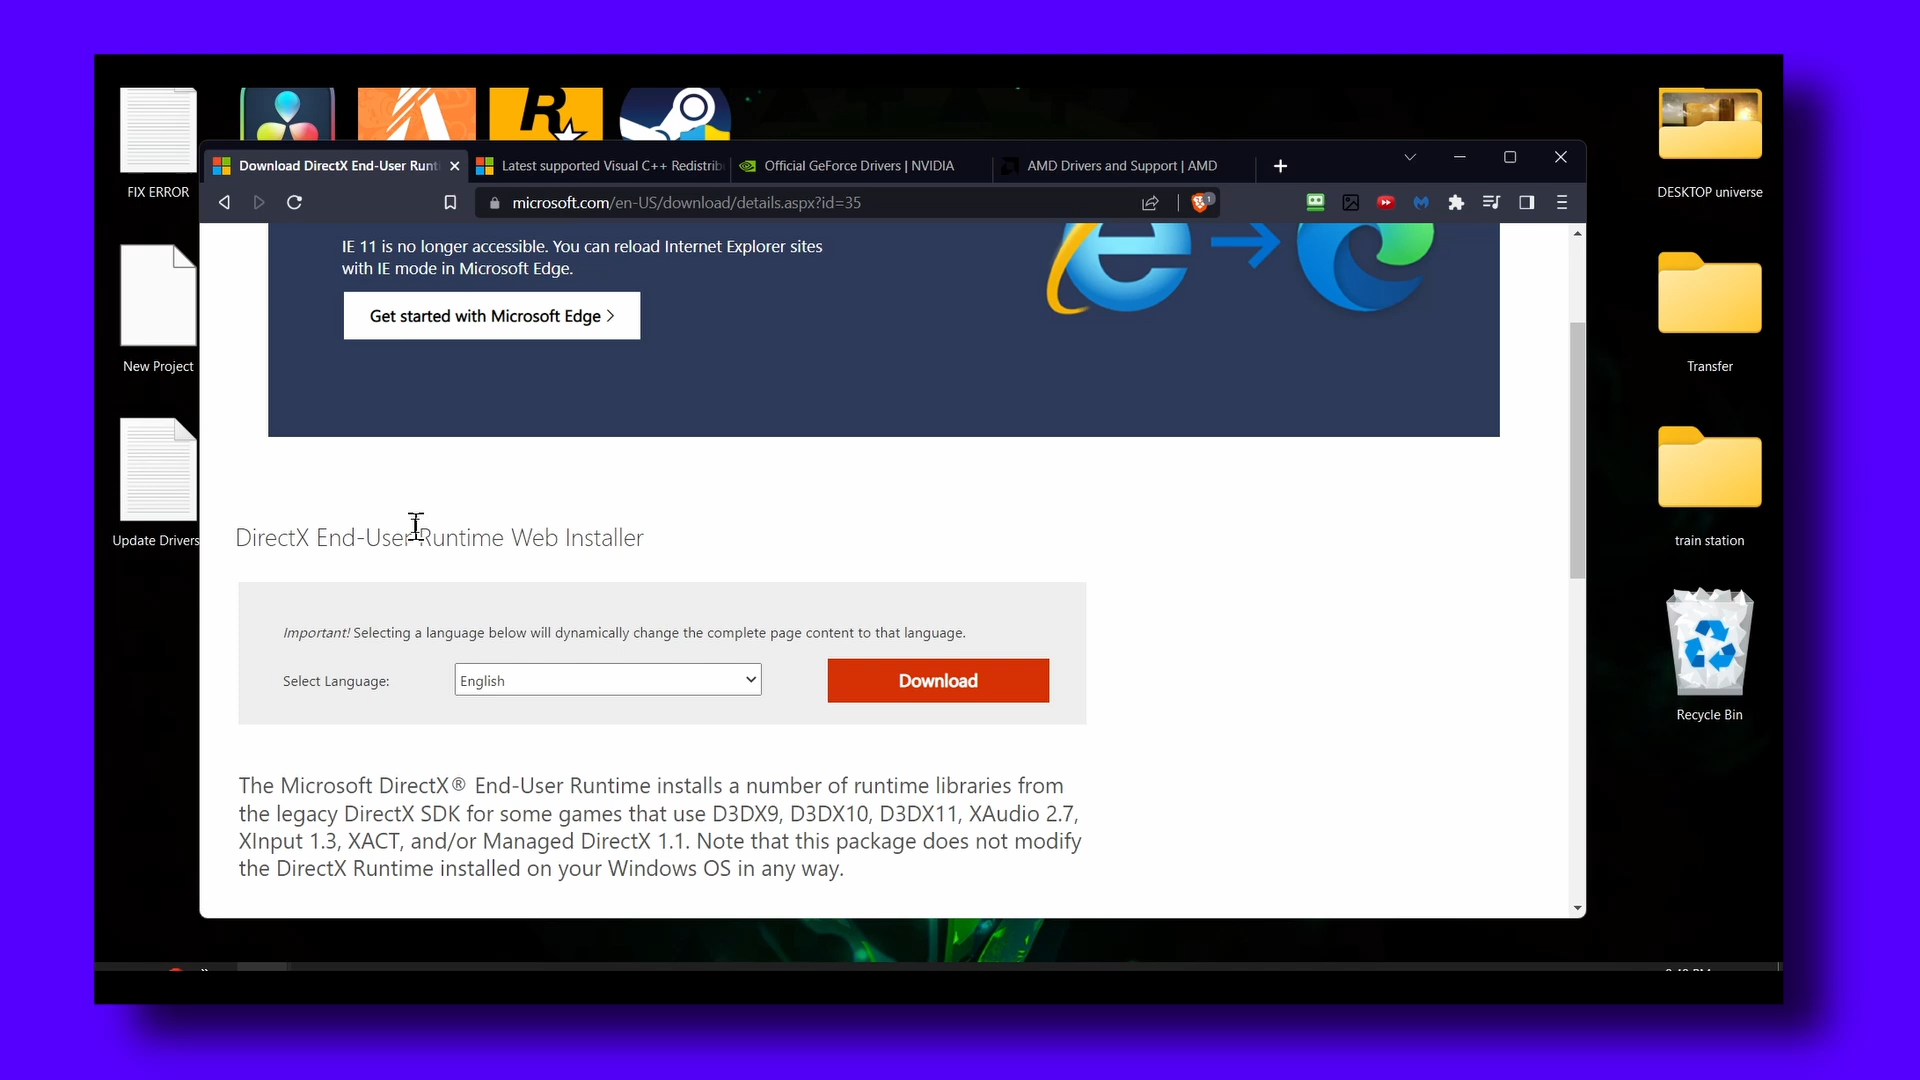 R
FIX ERROR
DESKTOP universe
New Project
Transfer
Update Drivers
train station
Recycle Bin
Download DirectX End-User Runt
Latest supported Visual C++ Redistrib
Official GeForce Drivers | NVIDIA
AMD Drivers and Support | AMD
microsoft.com/en-US/download/details.aspx?id=35
1
IE 11 is no longer accessible. You can reload Internet Explorer sites
with IE mode in Microsoft Edge.
Get started with Microsoft Edge >
DirectX End-User Runtime Web Installer
Important! Selecting a language below will dynamically change the complete page content to that language.
Select Language:
English
Download
The Microsoft DirectX® End-User Runtime installs a number of runtime libraries from
the legacy DirectX SDK for some games that use D3DX9, D3DX10, D3DX11, XAudio 2.7,
XInput 1.3, XACT, and/or Managed DirectX 1.1. Note that this package does not modify
the DirectX Runtime installed on your Windows OS in any way.